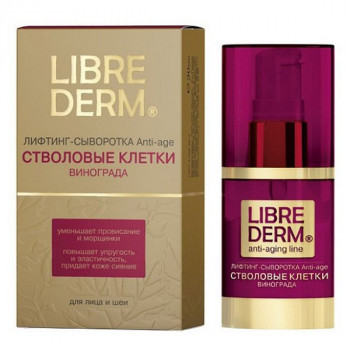 LIBRE
DERM®
ЛИФТИНГ-СЫВОРОТКА Anti-age
СТВОЛОВЫЕ КЛЕТКИ
ВИНОГРАДА
уменьшает провисание
и морщинки
повышает упругость
и эластичность,
придает коже сияние
для лица и шеи
LIBRE
DERM®
anti-aging line
ЛИФТИНГ-СЫВОРОТКА Anti-age
СТВОЛОВЫЕ КЛЕТКИ
ВИНОГРАДА